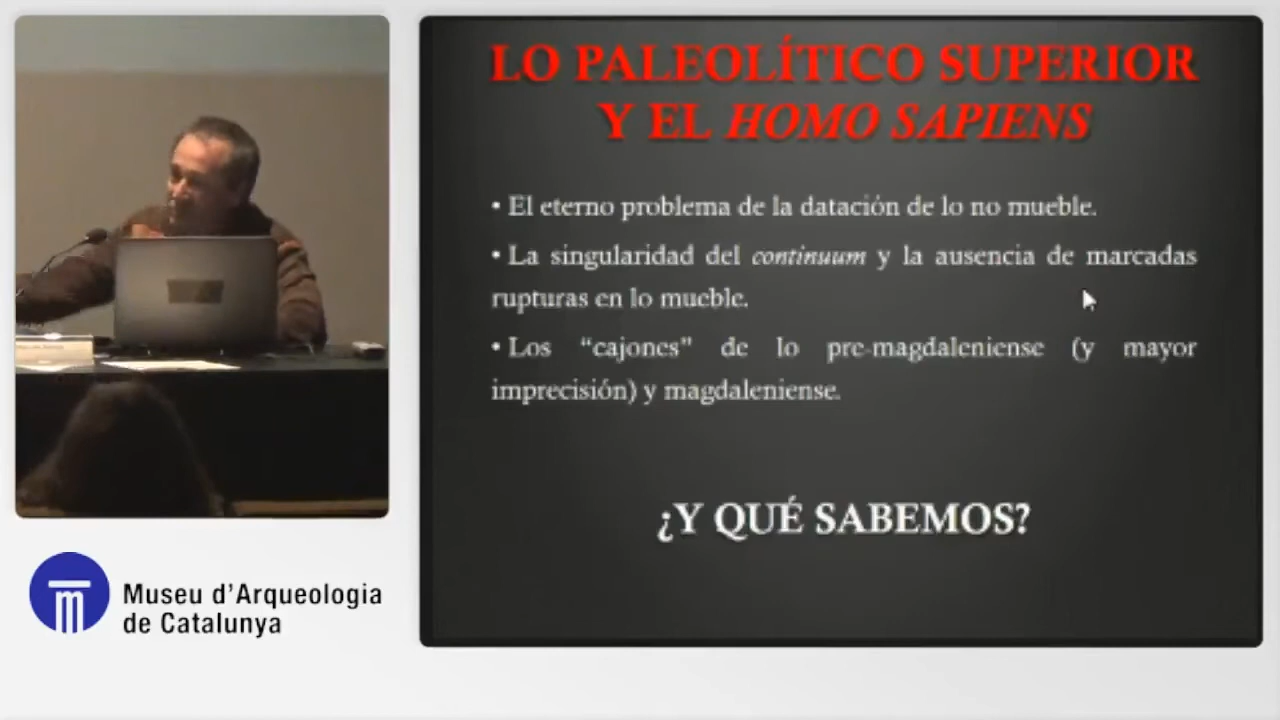 LO PALEOLÍTICO SUPERIOR
Y EL HOMO SAPIENS
• El eterno problema de la datación de lo no mueble.
• La singularidad del continuum y la ausencia de marcadas
rupturas en lo mueble.
• Los “cajones” de lo pre-magdaleniense (y mayor
imprecisión) y magdaleniense.
¿Y QUÉ SABEMOS?
Museu d’Arqueologia
de Catalunya